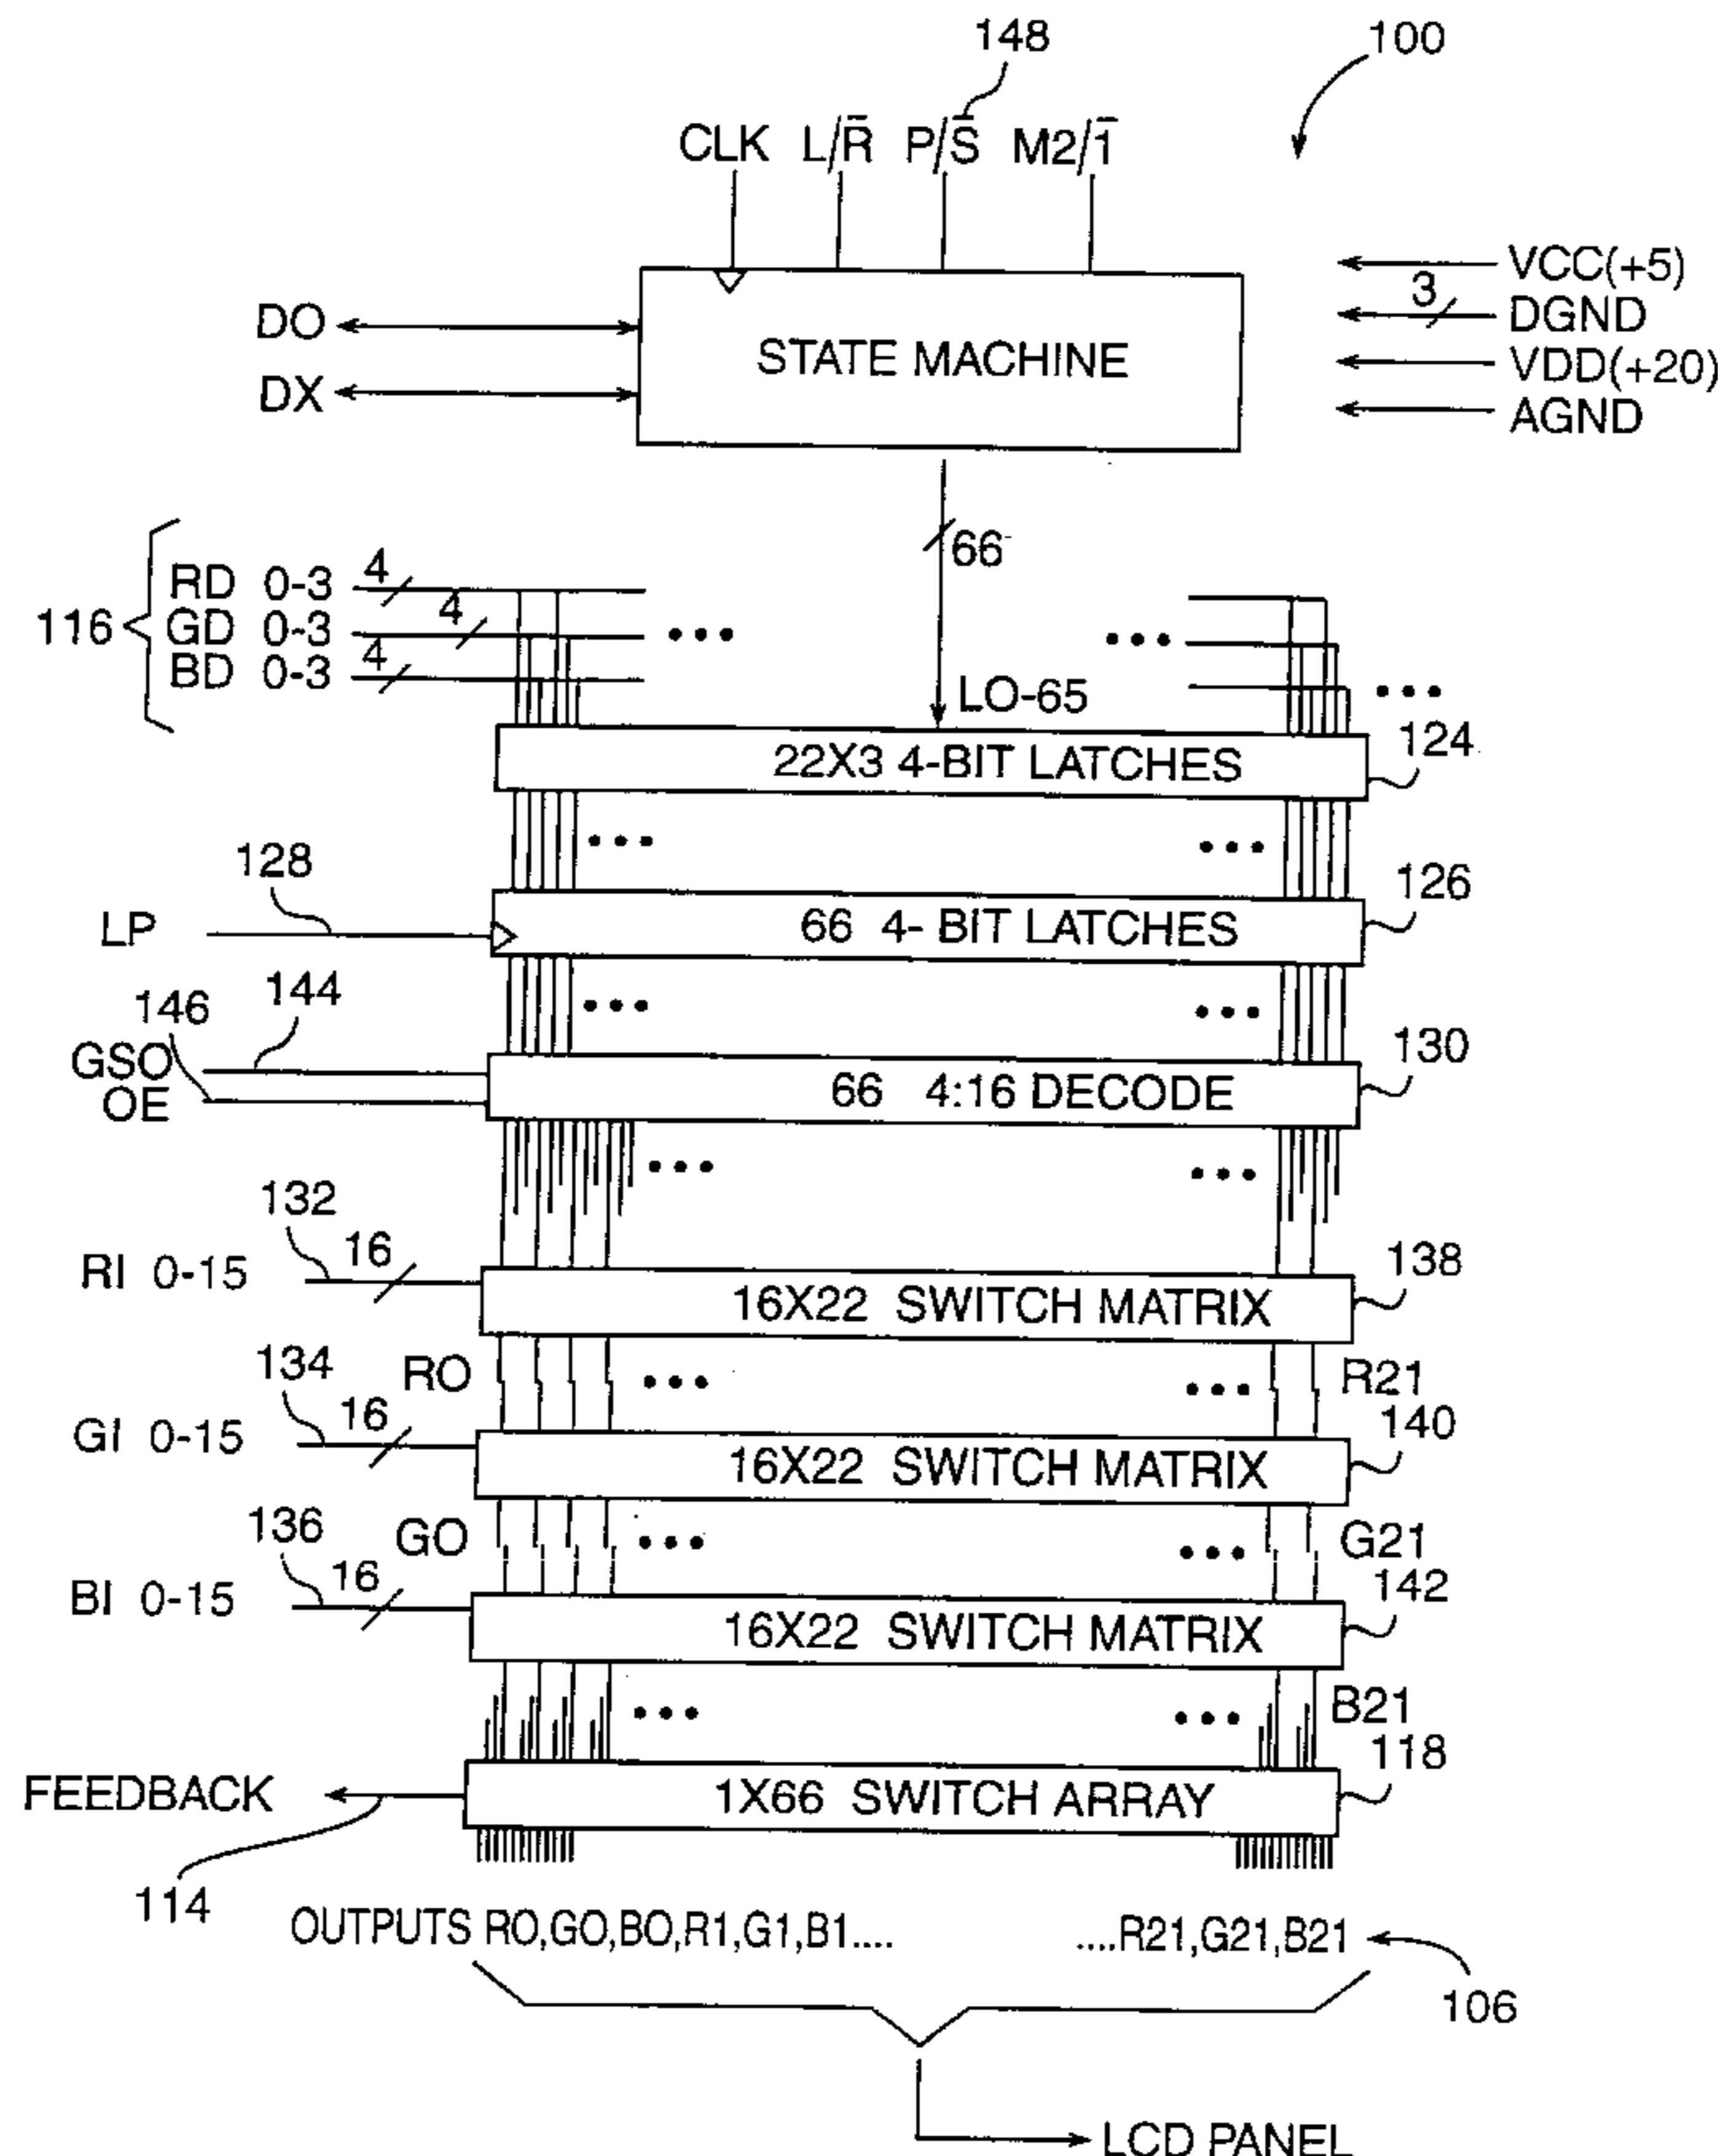 148
100
CLK L/R̅ P/S̅ M2/1̅
VCC(+5)
3
DGND
VDD(+20)
AGND
DO
DX
STATE MACHINE
66
116
RD 0-3 4
GD 0-3 4
BD 0-3 4
LO-65
22X3 4-BIT LATCHES
124
128
LP
66 4- BIT LATCHES
126
144
146
GSO
OE
66 4:16 DECODE
130
132
RI 0-15 16
16X22 SWITCH MATRIX
138
134
RO
R21
GI 0-15 16
16X22 SWITCH MATRIX
140
136
GO
G21
BI 0-15 16
16X22 SWITCH MATRIX
142
B21
FEEDBACK
1X66 SWITCH ARRAY
118
114
OUTPUTS RO,GO,BO,R1,G1,B1.... ....R21,G21,B21
106
LCD PANEL